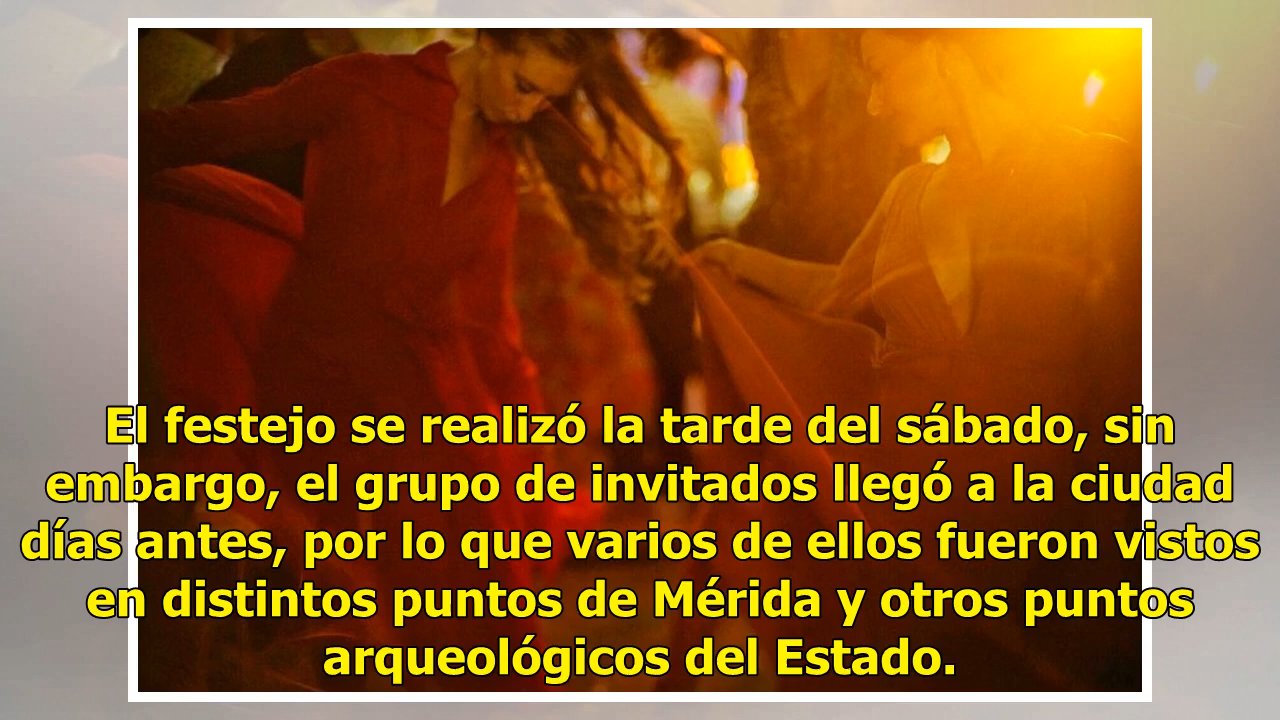 El festejo se realizó la tarde del sábado, sin
embargo, el grupo de invitados llegó a la ciudad
días antes, por lo que varios de ellos fueron vistos
en distintos puntos de Mérida y otros puntos
arqueológicos del Estado.